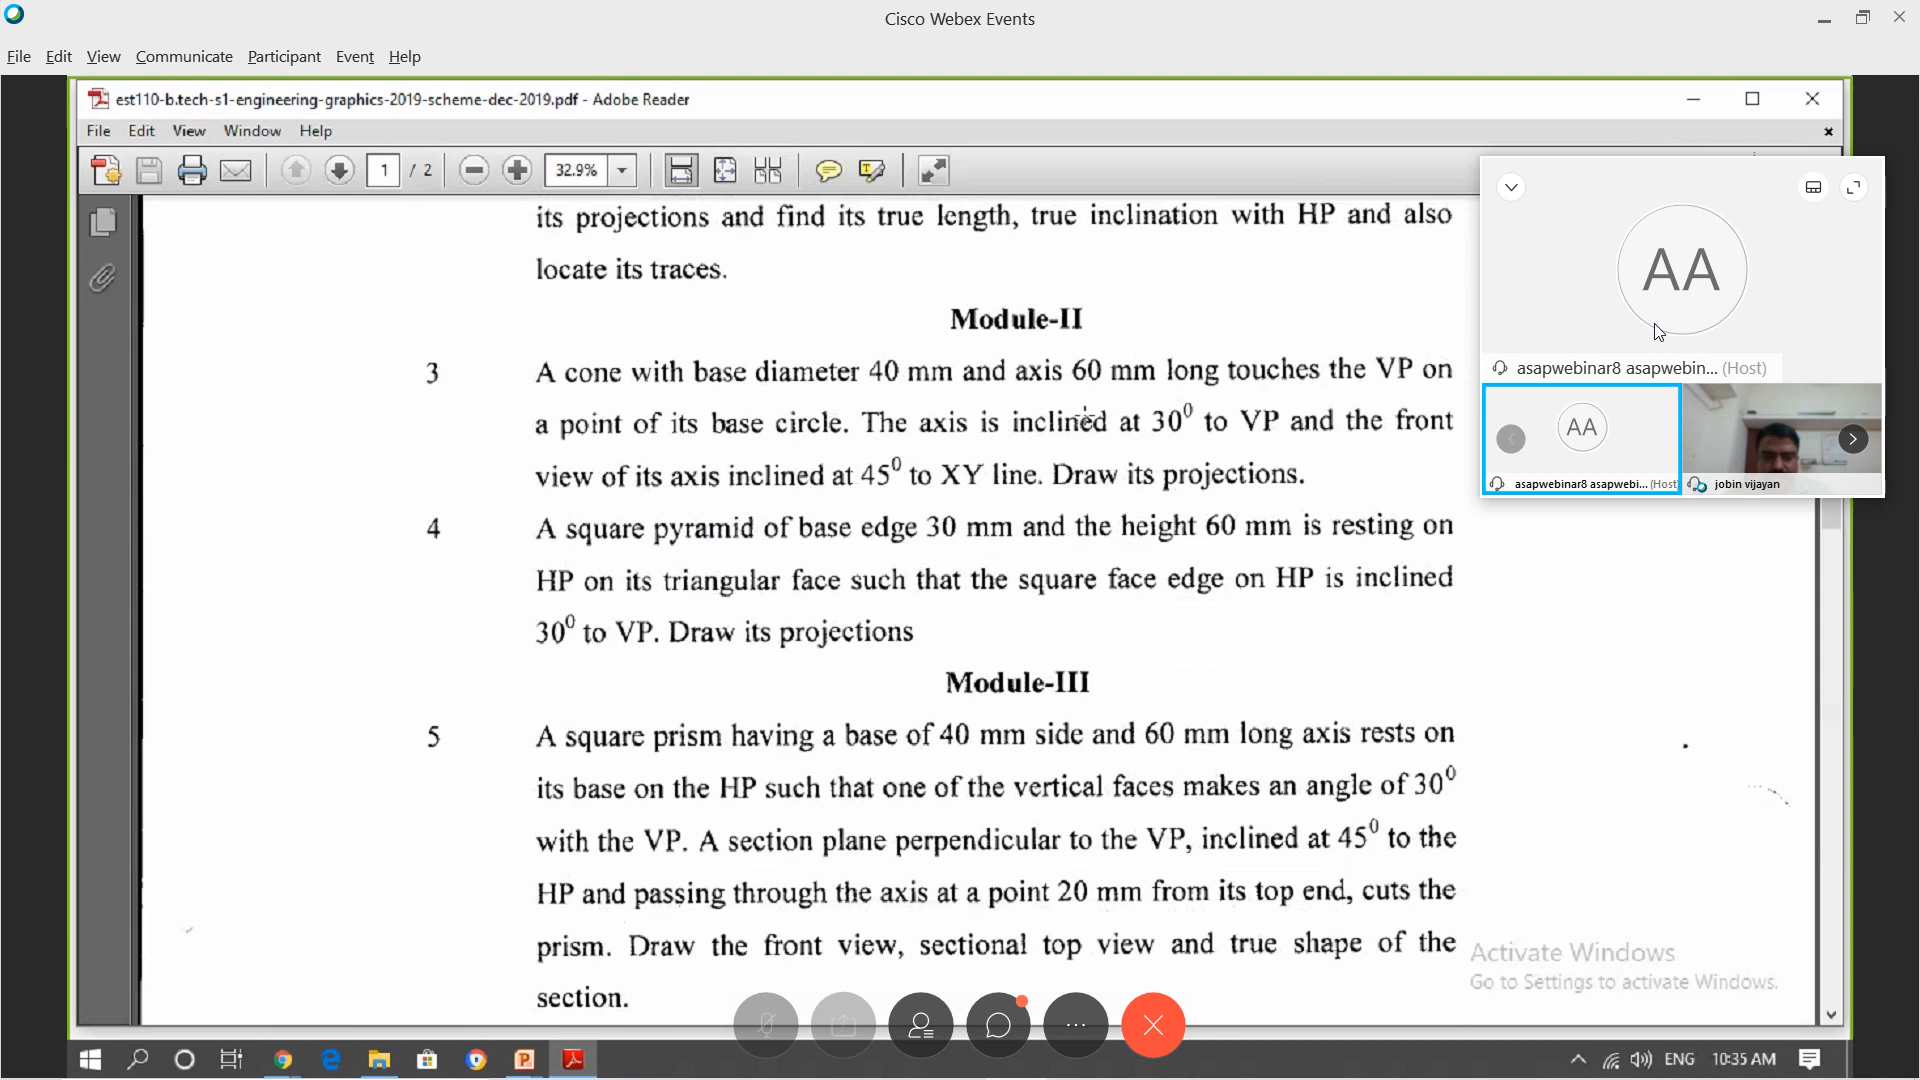 Cisco Webex Events
File Edit View Communicate Participant Event Help
est110-b.tech-s1-engineering-graphics-2019-scheme-dec-2019.pdf - Adobe Reader
File Edit View Window Help
1 / 2 32.9%
its projections and find its true length, true inclination with HP and also
locate its traces.
Module-II
3 A cone with base diameter 40 mm and axis 60 mm long touches the VP on
a point of its base circle. The axis is inclined at 30⁰ to VP and the front
view of its axis inclined at 45⁰ to XY line. Draw its projections.
4 A square pyramid of base edge 30 mm and the height 60 mm is resting on
HP on its triangular face such that the square face edge on HP is inclined
30⁰ to VP. Draw its projections
Module-III
5 A square prism having a base of 40 mm side and 60 mm long axis rests on
its base on the HP such that one of the vertical faces makes an angle of 30⁰
with the VP. A section plane perpendicular to the VP, inclined at 45⁰ to the
HP and passing through the axis at a point 20 mm from its top end, cuts the
prism. Draw the front view, sectional top view and true shape of the
section.
AA
asapwebinar8 asapwebin... (Host)
AA
asapwebinar8 asapwebi... (Host
jobin vijayan
Activate Windows
Go to Settings to activate Windows.
ENG 10:35 AM